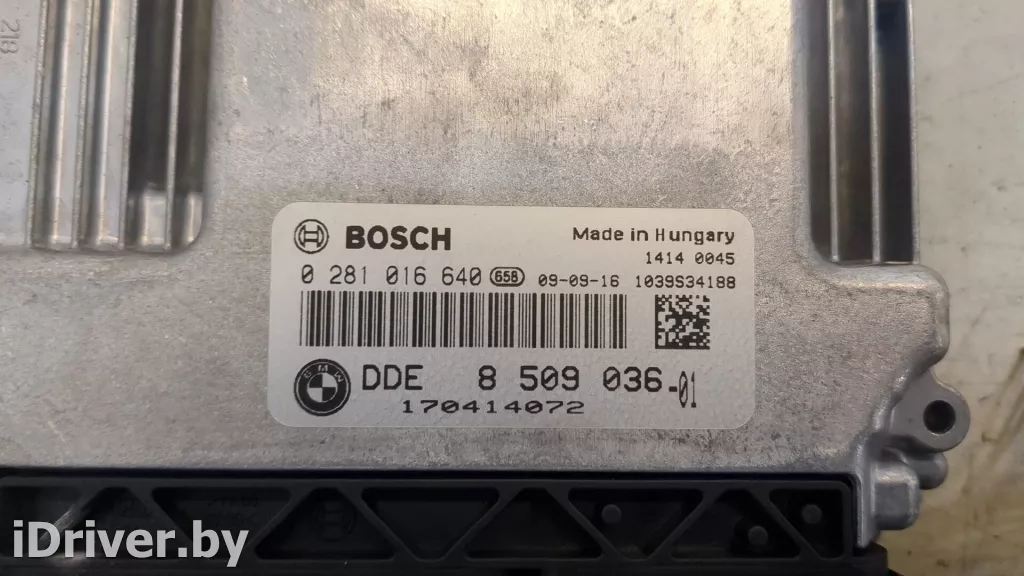 218
BOSCH
Made in Hungary
1414 0045
0 281 016 640 658 09-09-16 1039S34188
BMW
DDE 8 509 036-01
170414072
iDriver.by